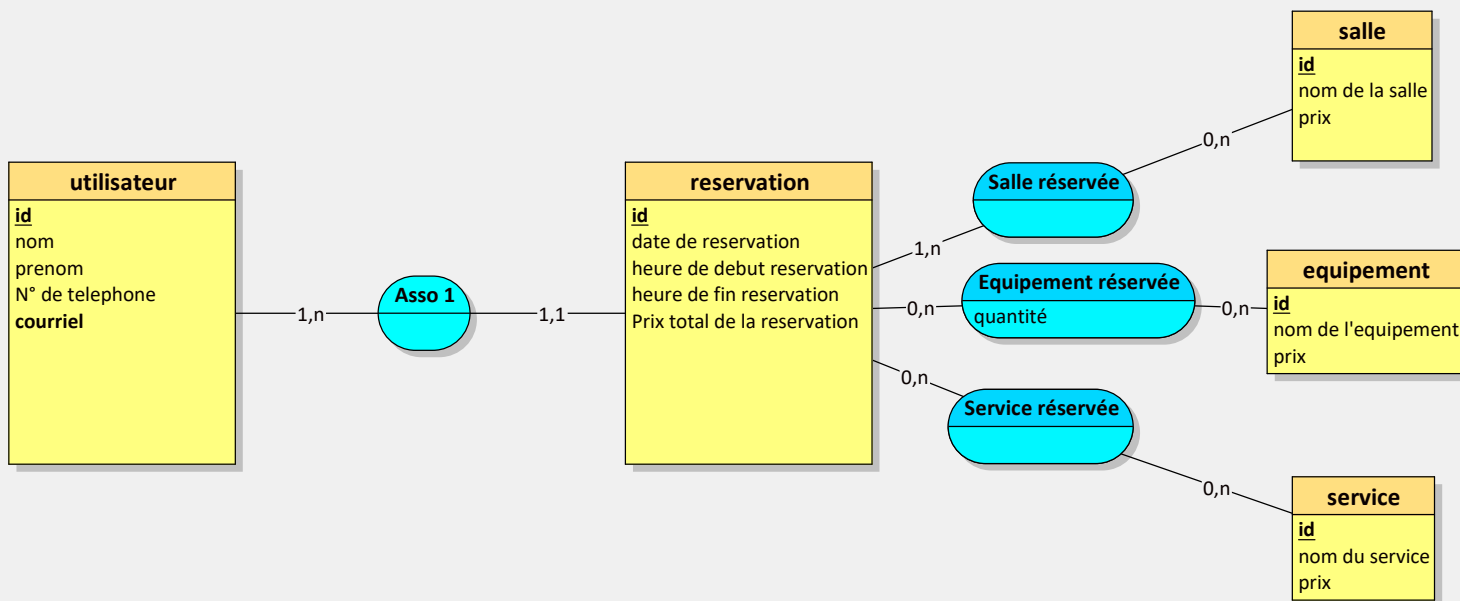 utilisateur
id
nom
prenom
N° de telephone
courriel
1,n
Asso 1
1,1
reservation
id
date de reservation
heure de debut reservation
heure de fin reservation
Prix total de la reservation
1,n
Salle réservée
0,n
salle
id
nom de la salle
prix
0,n
Equipement réservée
quantité
0,n
equipement
id
nom de l'equipement
prix
0,n
Service réservée
0,n
service
id
nom du service
prix